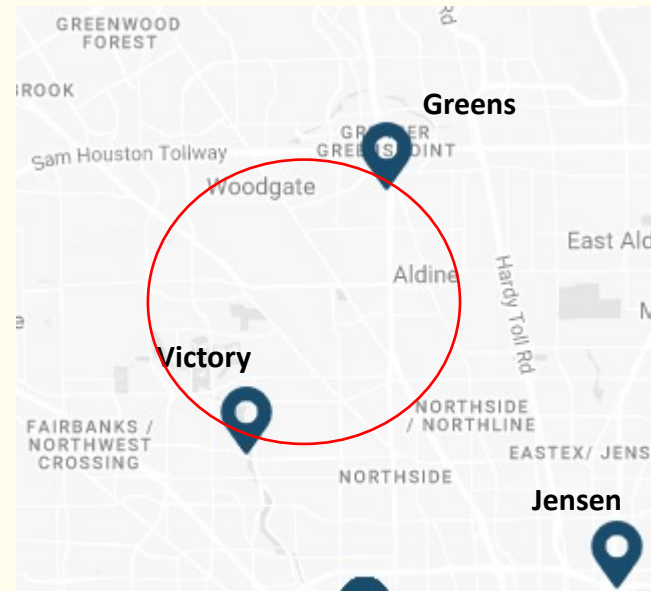 GREENWOOD
FOREST
Rd
BROOK
Greens
GREATER
GREENSPOINT
Sam Houston Tollway
Woodgate
East Ald
Aldine
Hardy Toll Rd
Victory
NORTHSIDE
/ NORTHLINE
FAIRBANKS /
NORTHWEST
CROSSING
EASTEX/ JENS
NORTHSIDE
Jensen